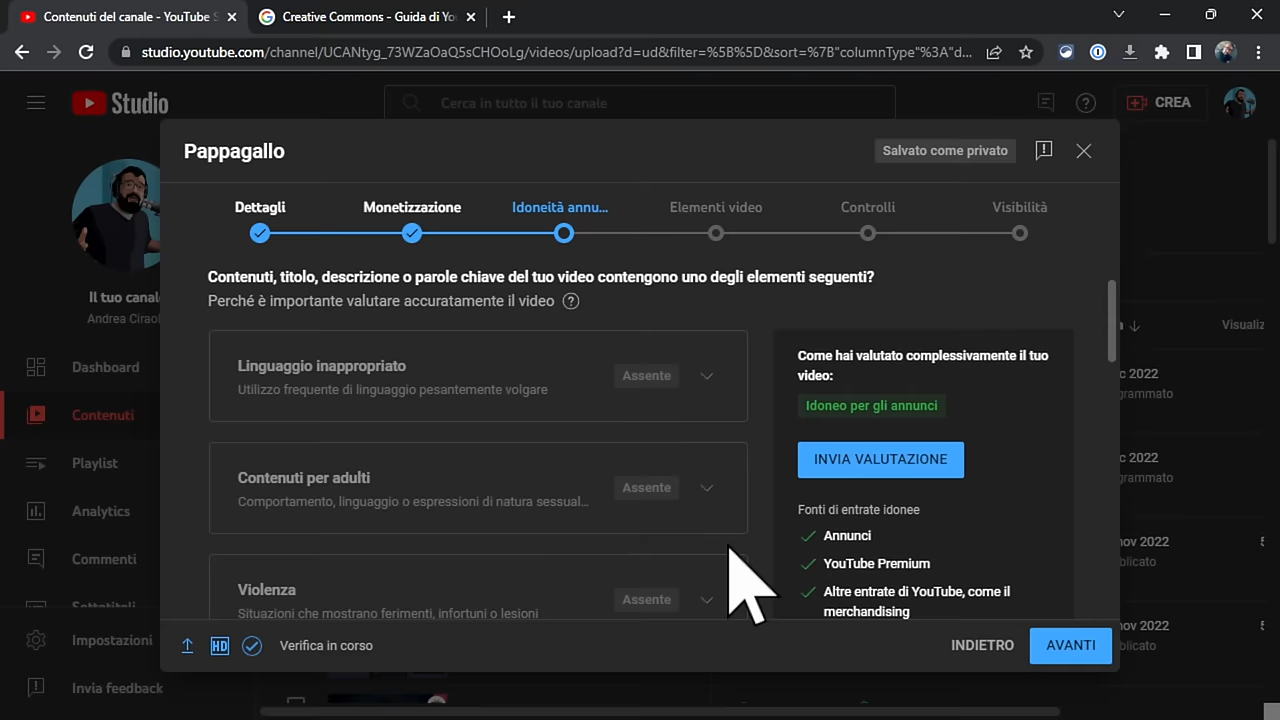 Contenuti del canale - YouTube S
Creative Commons - Guida di Yo
studio.youtube.com/channel/UCANtyg_73WZaOaQ5sCHOoLg/videos/upload?d=ud&filter=%5B%5D&sort=%7B"columnType"%3A"d...
Studio
Cerca in tutto il tuo canale
CREA
Pappagallo
Salvato come privato
Dettagli
Monetizzazione
Idoneità annu...
Elementi video
Controlli
Visibilità
Contenuti, titolo, descrizione o parole chiave del tuo video contengono uno degli elementi seguenti?
Perché è importante valutare accuratamente il video
Linguaggio inappropriato
Utilizzo frequente di linguaggio pesantemente volgare
Assente
Contenuti per adulti
Comportamento, linguaggio o espressioni di natura sessual...
Assente
Violenza
Situazioni che mostrano ferimenti, infortuni o lesioni
Assente
Come hai valutato complessivamente il tuo
video:
Idoneo per gli annunci
INVIA VALUTAZIONE
Fonti di entrate idonee
Annunci
YouTube Premium
Altre entrate di YouTube, come il
merchandising
HD
Verifica in corso
INDIETRO
AVANTI
Il tuo canal
Andrea Cirao
Dashboard
Contenuti
Playlist
Analytics
Commenti
Sottotitoli
Impostazioni
Invia feedback
Visualiz
c 2022
grammato
c 2022
grammato
nov 2022
blicato
5
nov 2022
blicato
5